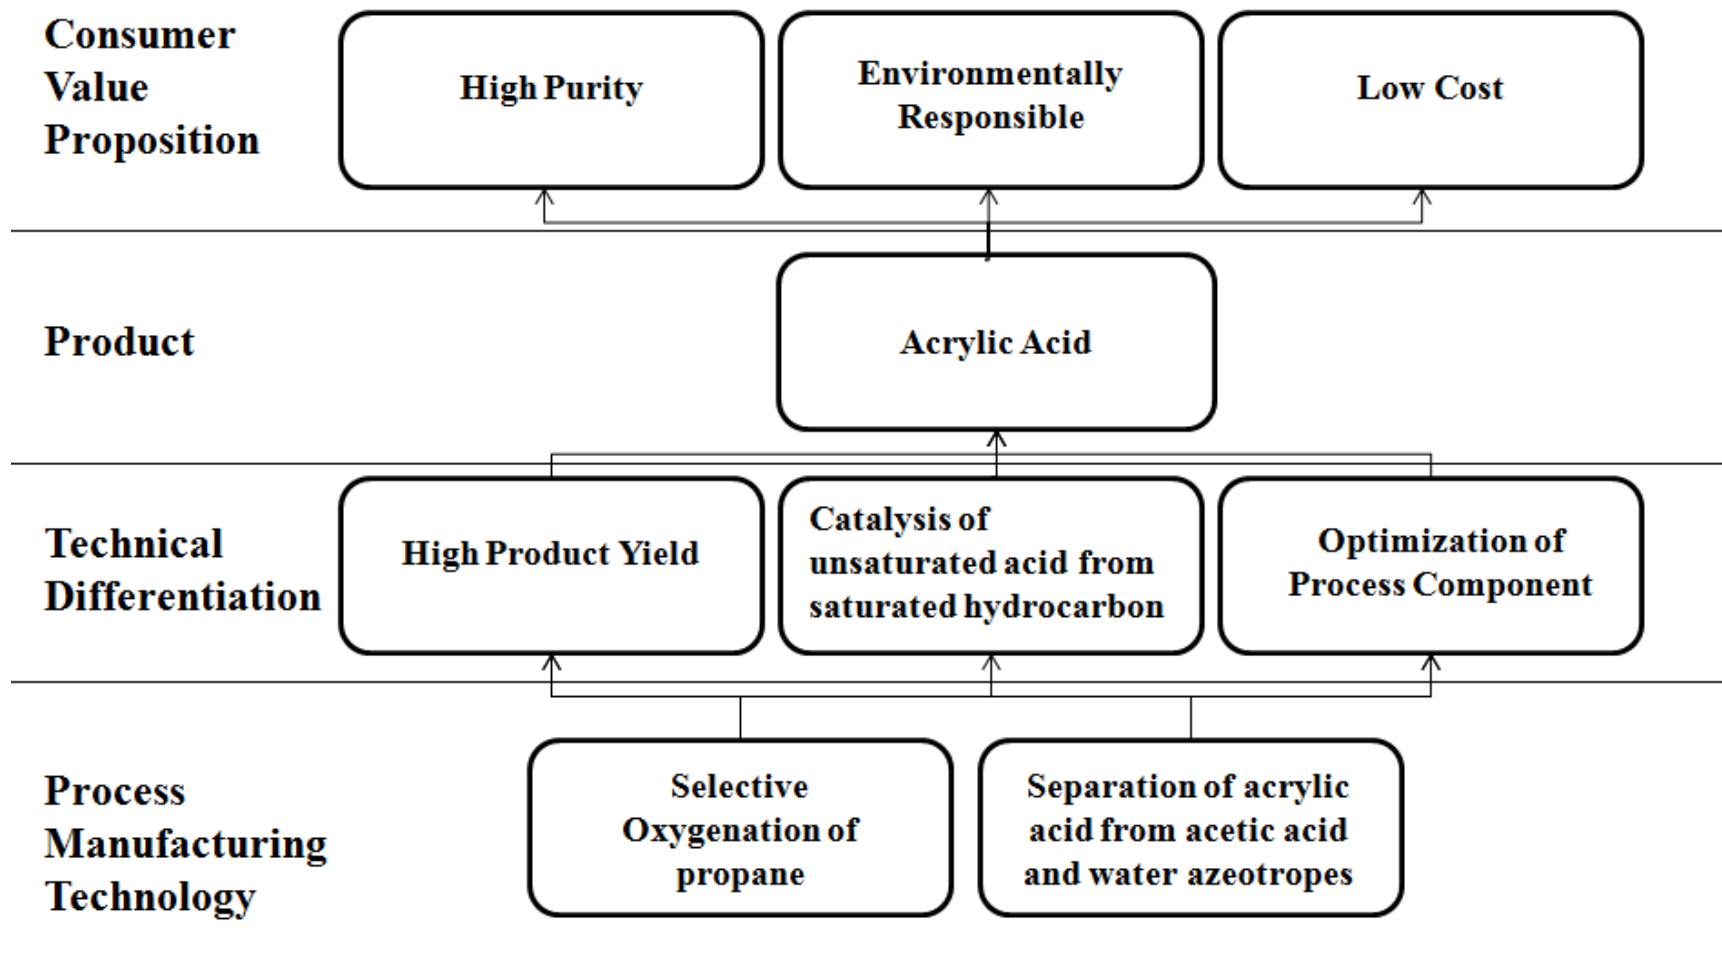 Consumer
Value
Proposition
High Purity
Environmentally
Responsible
Low Cost
Product
Acrylic Acid
Technical
Differentiation
High Product Yield
Catalysis of
unsaturated acid from
saturated hydrocarbon
Optimization of
Process Component
Process
Manufacturing
Technology
Selective
Oxygenation of
propane
Separation of acrylic
acid from acetic acid
and water azeotropes